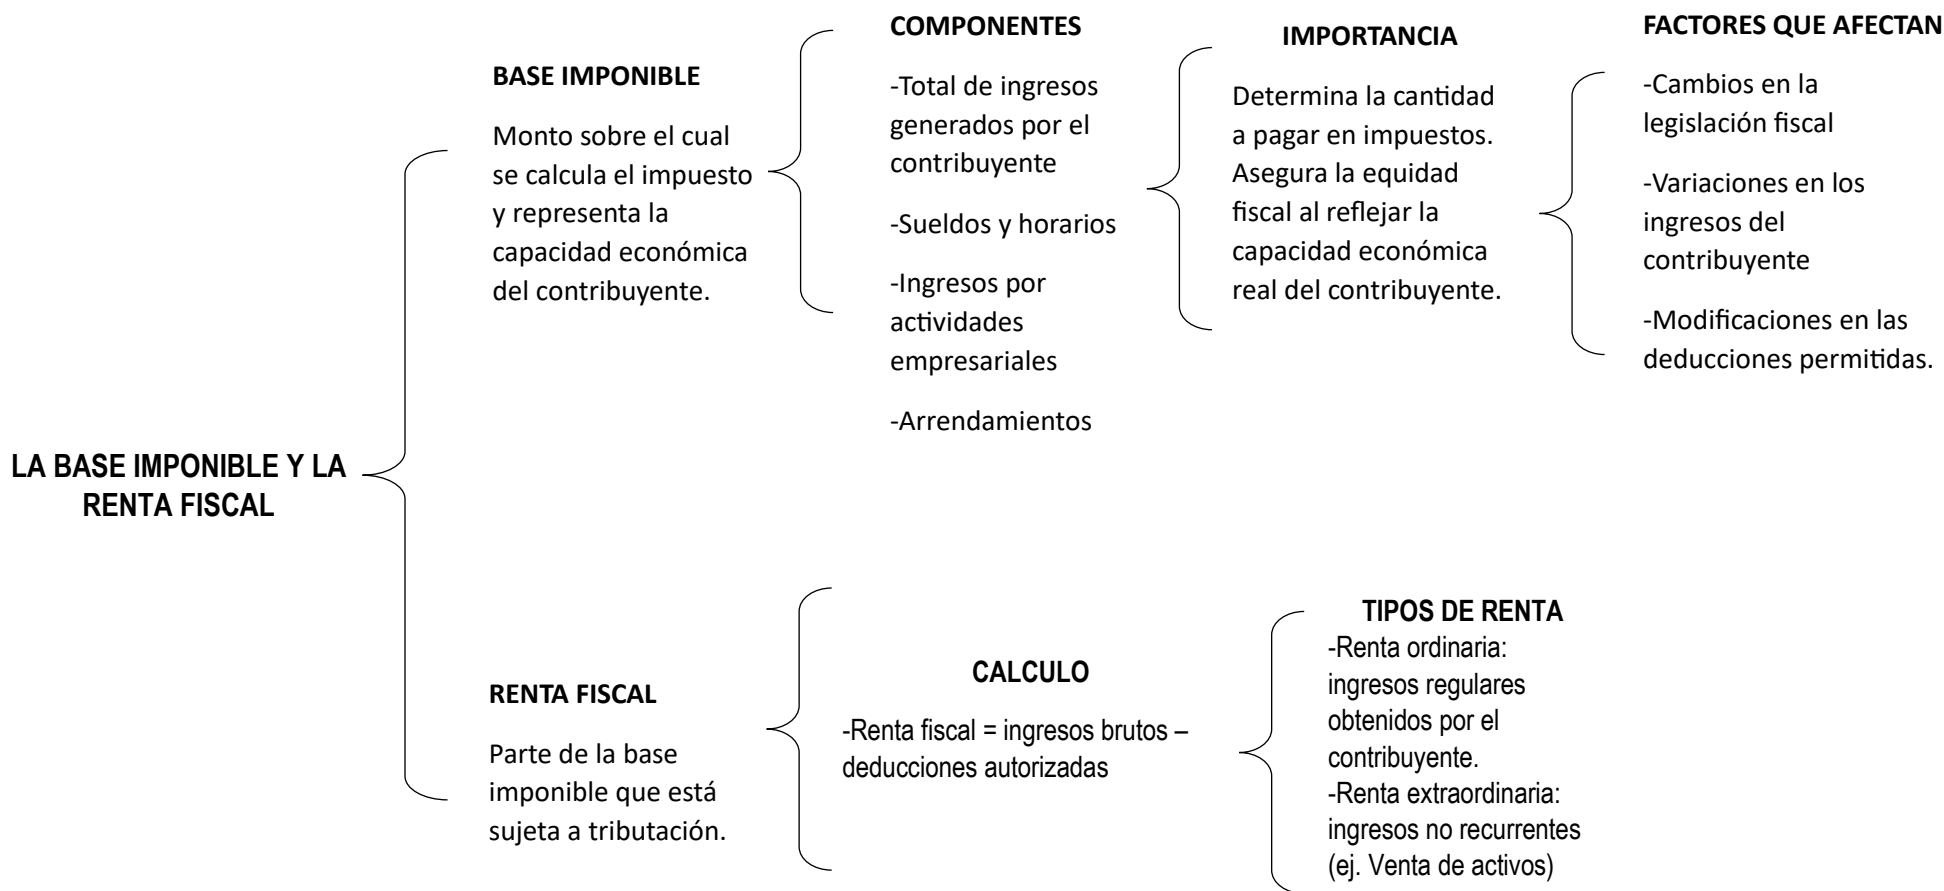 LA BASE IMPONIBLE Y LA
RENTA FISCAL
BASE IMPONIBLE
Monto sobre el cual
se calcula el impuesto
y representa la
capacidad económica
del contribuyente.
COMPONENTES
-Total de ingresos
generados por el
contribuyente
-Sueldos y horarios
-Ingresos por
actividades
empresariales
-Arrendamientos
IMPORTANCIA
Determina la cantidad
a pagar en impuestos.
Asegura la equidad
fiscal al reflejar la
capacidad económica
real del contribuyente.
FACTORES QUE AFECTAN
-Cambios en la
legislación fiscal
-Variaciones en los
ingresos del
contribuyente
-Modificaciones en las
deducciones permitidas.
RENTA FISCAL
Parte de la base
imponible que está
sujeta a tributación.
CALCULO
-Renta fiscal = ingresos brutos –
deducciones autorizadas
TIPOS DE RENTA
-Renta ordinaria:
ingresos regulares
obtenidos por el
contribuyente.
-Renta extraordinaria:
ingresos no recurrentes
(ej. Venta de activos)